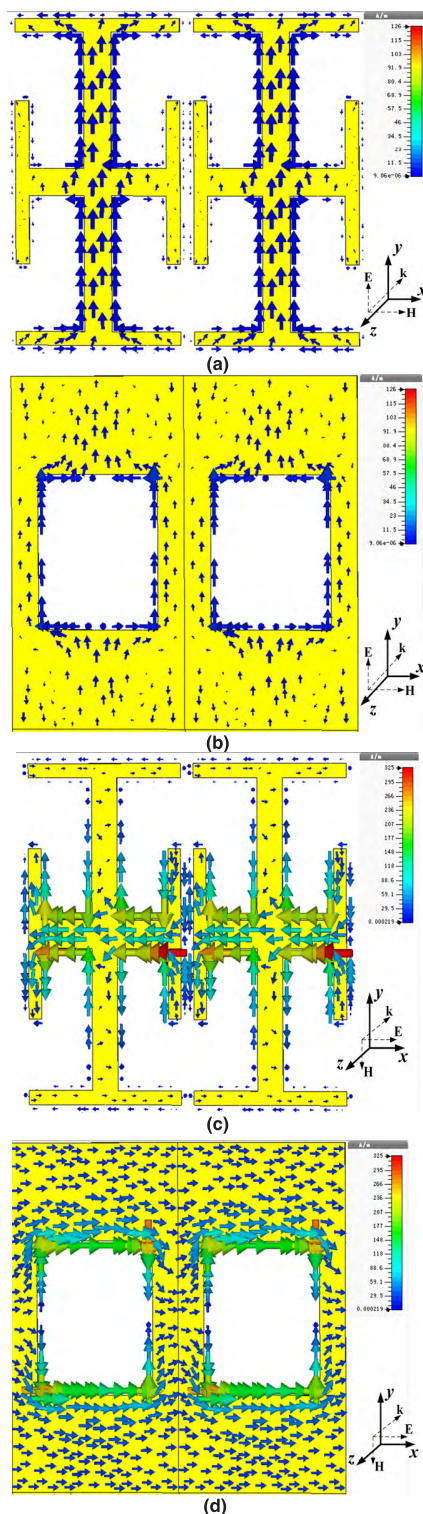 A/m
126
115
103
91.9
80.4
68.9
57.4
46
34.5
23
11.5
9.06e-06
y
E
k
x
z
H
(a)
A/m
126
115
103
91.9
80.4
68.9
57.4
46
34.5
23
11.5
9.06e-06
y
E
k
x
z
H
(b)
A/m
325
295
266
236
207
177
148
118
88.6
59.1
29.5
0.000219
y
k
E
z
x
H
(c)
A/m
325
295
266
236
207
177
148
118
88.6
59.1
29.5
0.000219
y
k
E
z
x
H
(d)